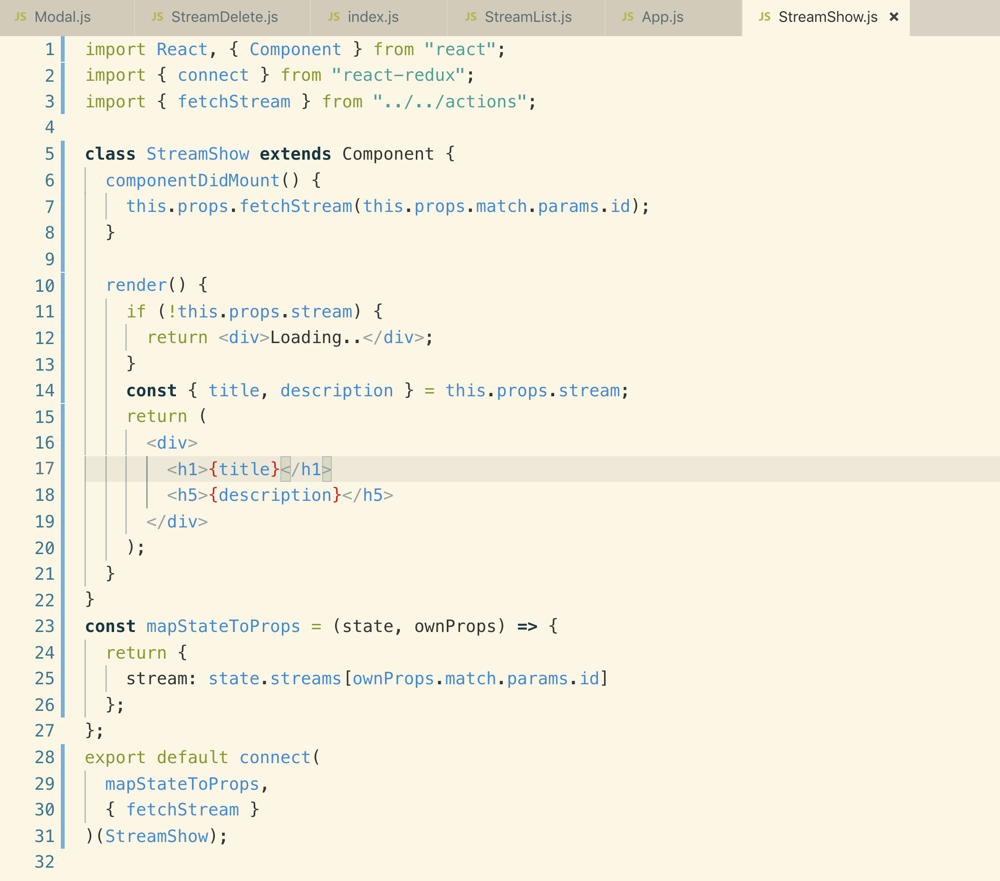 JS Modal.js JS StreamDelete.js JS index.js JS StreamList.js JS App.js JS StreamShow.js ×
1 import React, { Component } from "react";
2 import { connect } from "react-redux";
3 import { fetchStream } from "../../actions";
4
5 class StreamShow extends Component {
6   componentDidMount() {
7     this.props.fetchStream(this.props.match.params.id);
8   }
9
10   render() {
11     if (!this.props.stream) {
12       return <div>Loading..</div>;
13     }
14     const { title, description } = this.props.stream;
15     return (
16       <div>
17         <h1>{title}</h1>
18         <h5>{description}</h5>
19       </div>
20     );
21   }
22 }
23 const mapStateToProps = (state, ownProps) => {
24   return {
25     stream: state.streams[ownProps.match.params.id]
26   };
27 };
28 export default connect(
29   mapStateToProps,
30   { fetchStream }
31 )(StreamShow);
32